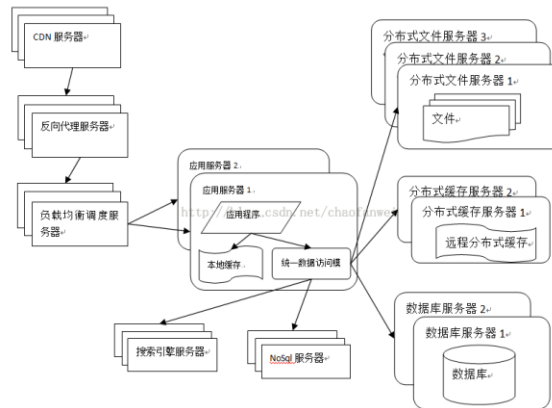 CDN 服务器
反向代理服务器
负载均衡调度服
务器
应用服务器 2
应用服务器 1
应用程序
本地缓存
统一数据访问模
搜索引擎服务器
NoSql 服务器
分布式文件服务器 3
分布式文件服务器 2
分布式文件服务器 1
文件
分布式缓存服务器 2
分布式缓存服务器 1
远程分布式缓存
数据库服务器 2
数据库服务器 1
数据库